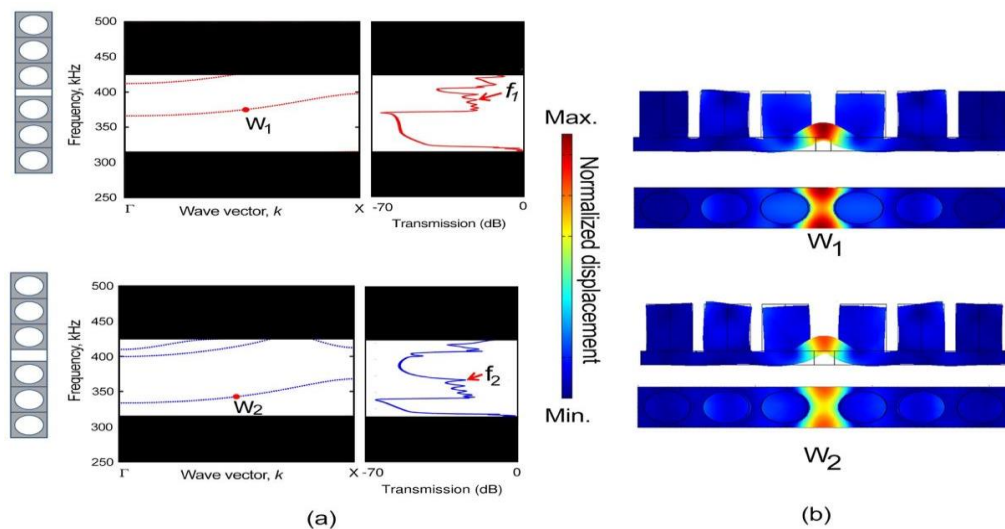 500
450
400
350
300
250
Frequency, kHz
W1
Γ
Wave vector, k
X
f1
-70
0
Transmission (dB)
500
450
400
350
300
250
Frequency, kHz
W2
Γ
Wave vector, k
X
f2
-70
0
Transmission (dB)
(a)
Max.
Normalized displacement
Min.
W1
W2
(b)